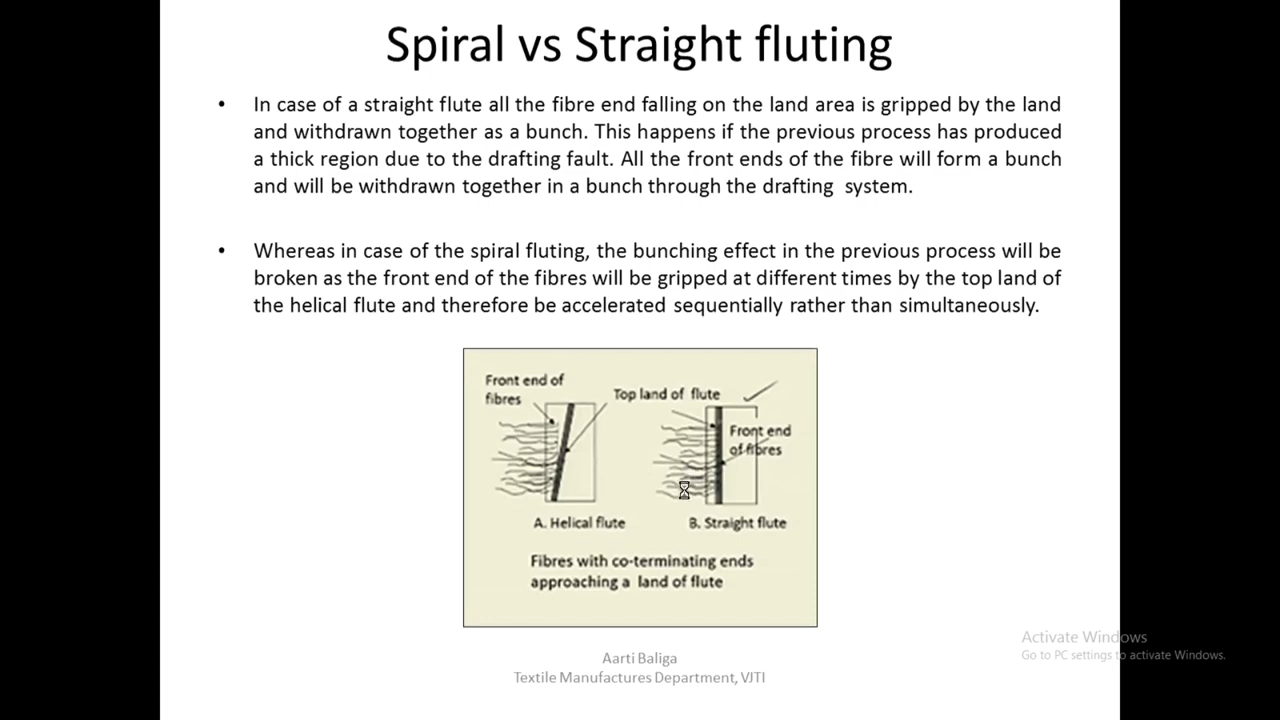 Spiral vs Straight fluting
• In case of a straight flute all the fibre end falling on the land area is gripped by the land
and withdrawn together as a bunch. This happens if the previous process has produced
a thick region due to the drafting fault. All the front ends of the fibre will form a bunch
and will be withdrawn together in a bunch through the drafting system.
• Whereas in case of the spiral fluting, the bunching effect in the previous process will be
broken as the front end of the fibres will be gripped at different times by the top land of
the helical flute and therefore be accelerated sequentially rather than simultaneously.
Front end of
fibres
Top land of flute
Front end
of fibres
A. Helical flute
B. Straight flute
Fibres with co-terminating ends
approaching a land of flute
Aarti Baliga
Textile Manufactures Department, VJTI
Activate Windows
Go to PC settings to activate Windows.